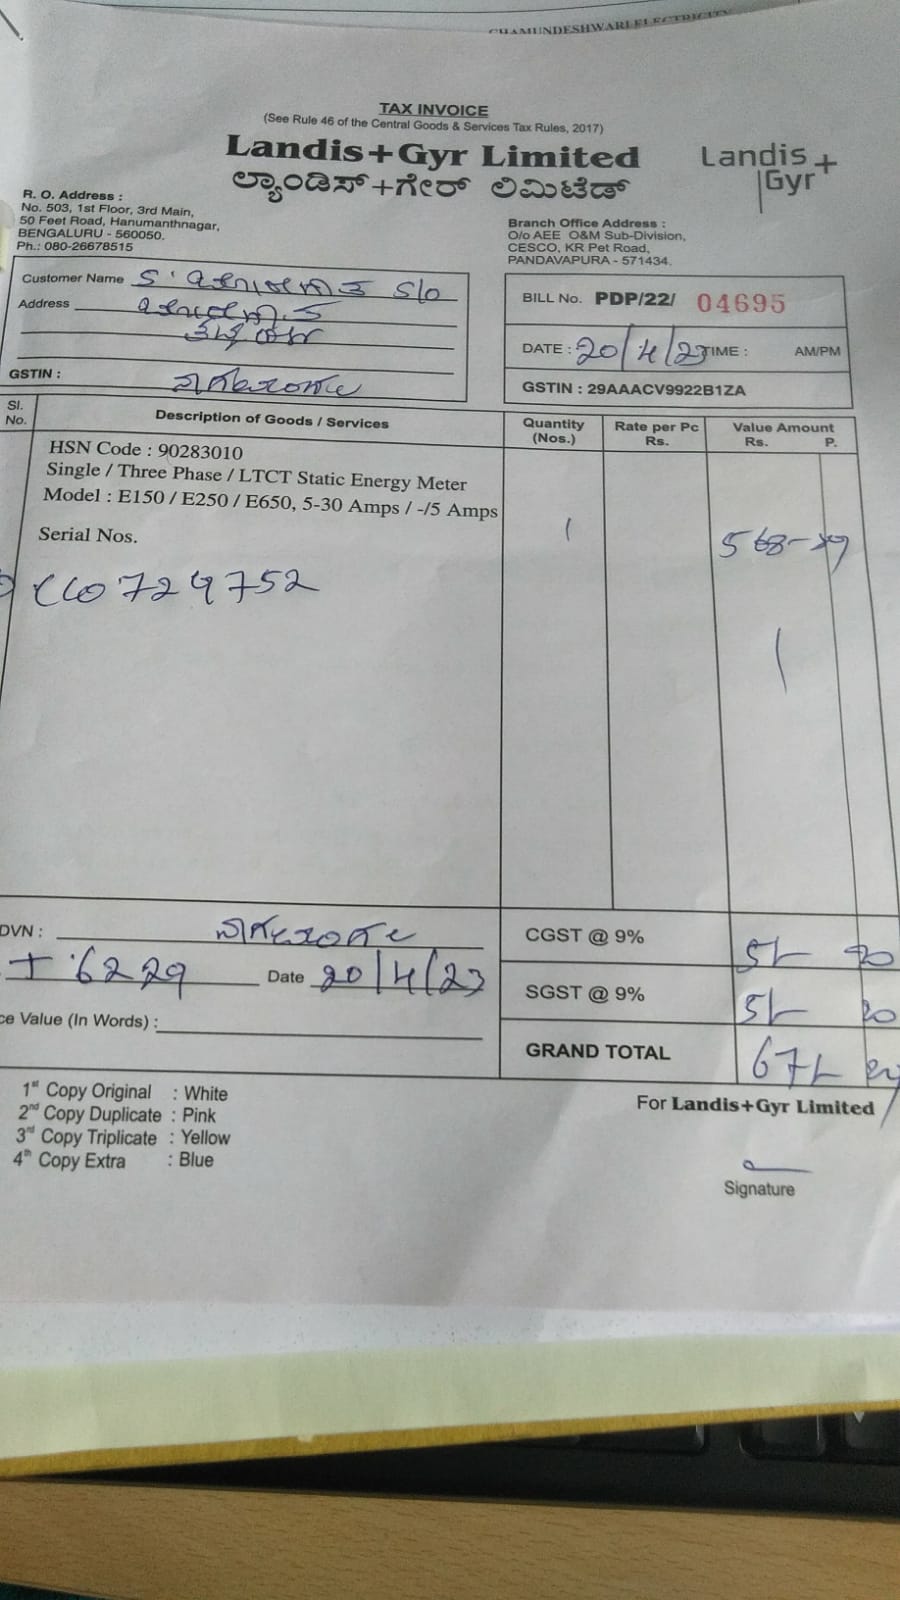 CHAMUNDESHWARI ELECTRICITY
TAX INVOICE
(See Rule 46 of the Central Goods & Services Tax Rules, 2017)
Landis+Gyr Limited
ಲ್ಯಾಂಡಿಸ್+ಗೇರ್ ಲಿಮಿಟೆಡ್
Landis+
Gyr
R. O. Address :
No. 503, 1st Floor, 3rd Main,
50 Feet Road, Hanumanthnagar,
BENGALURU - 560050.
Ph.: 080-26678515
Branch Office Address :
O/o AEE O&M Sub-Division,
CESCO, KR Pet Road,
PANDAVAPURA - 571434.
Customer Name S/o
Address
GSTIN :
BILL No. PDP/22/ 04695
DATE : 20/4/23 TIME : AM/PM
GSTIN : 29AAACV9922B1ZA
Sl. No. Description of Goods / Services Quantity (Nos.) Rate per Pc Rs. Value Amount Rs. P.
HSN Code : 90283010
Single / Three Phase / LTCT Static Energy Meter
Model : E150 / E250 / E650, 5-30 Amps / -/5 Amps
1
Serial Nos.
568-
724752
DVN :
6229 Date 20/4/23
ce Value (In Words) :
CGST @ 9%
SGST @ 9%
GRAND TOTAL
1st Copy Original : White
2nd Copy Duplicate : Pink
3rd Copy Triplicate : Yellow
4th Copy Extra : Blue
For Landis+Gyr Limited
Signature